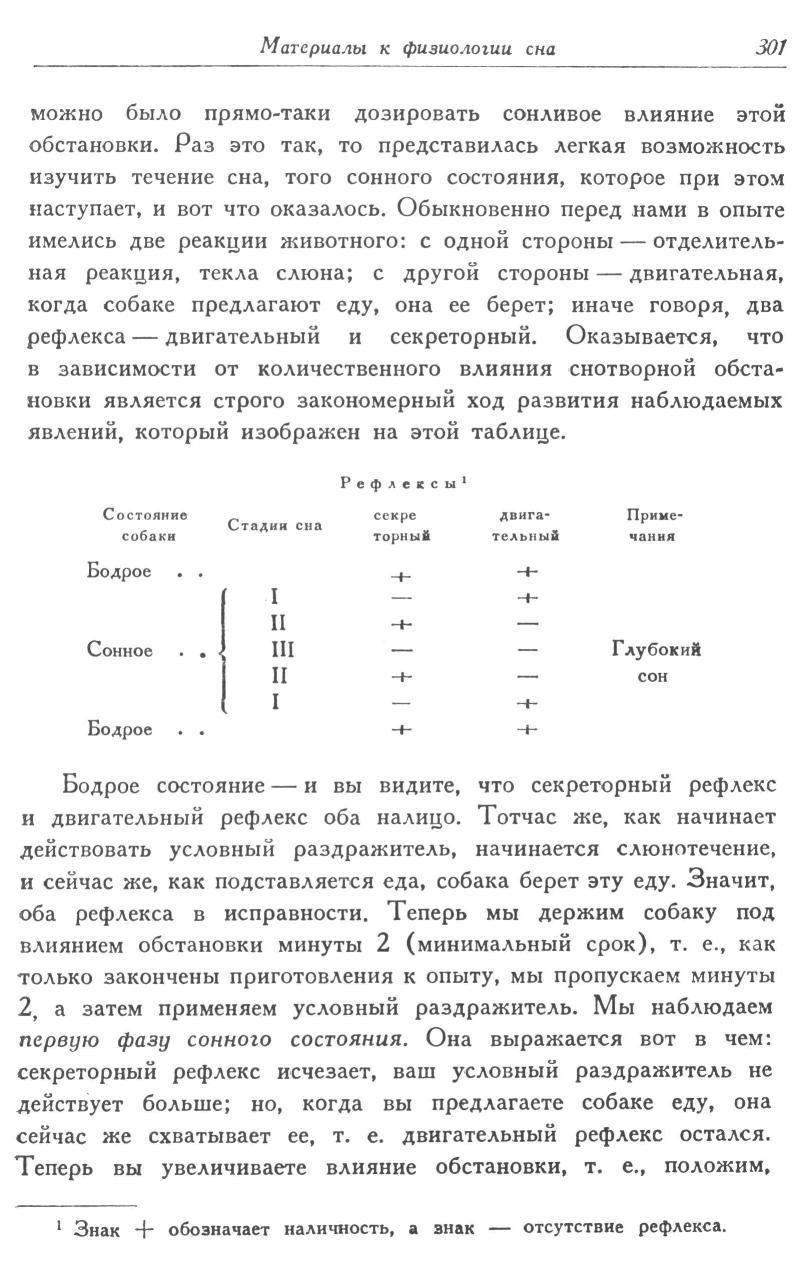 Материалы к физиологии сна 301
можно было прямо-таки дозировать сонливое влияние этой
обстановки. Раз это так, то представилась легкая возможность
изучить течение сна, того сонного состояния, которое при этом
наступает, и вот что оказалось. Обыкновенно перед нами в опыте
имелись две реакции животного: с одной стороны — отделитель-
ная реакция, текла слюна; с другой стороны — двигательная,
когда собаке предлагают еду, она ее берет; иначе говоря, два
рефлекса — двигательный и секреторный. Оказывается, что
в зависимости от количественного влияния снотворной обста-
новки является строго закономерный ход развития наблюдаемых
явлений, который изображен на этой таблице.
Рефлексы¹
Состояние собаки Стадии сна секре торный двига- тельный Приме- чания
Бодрое . . + +
I — +
II + —
Сонное . . III — — Глубокий
II + — сон
I — +
Бодрое . . + +
Бодрое состояние — и вы видите, что секреторный рефлекс
и двигательный рефлекс оба налицо. Тотчас же, как начинает
действовать условный раздражитель, начинается слюнотечение,
и сейчас же, как подставляется еда, собака берет эту еду. Значит,
оба рефлекса в исправности. Теперь мы держим собаку под
влиянием обстановки минуты 2 (минимальный срок), т. е., как
только закончены приготовления к опыту, мы пропускаем минуты
2, а затем применяем условный раздражитель. Мы наблюдаем
первую фазу сонного состояния. Она выражается вот в чем:
секреторный рефлекс исчезает, ваш условный раздражитель не
действует больше; но, когда вы предлагаете собаке еду, она
сейчас же схватывает ее, т. е. двигательный рефлекс остался.
Теперь вы увеличиваете влияние обстановки, т. е., положим,
¹ Знак + обозначает наличность, а знак — отсутствие рефлекса.